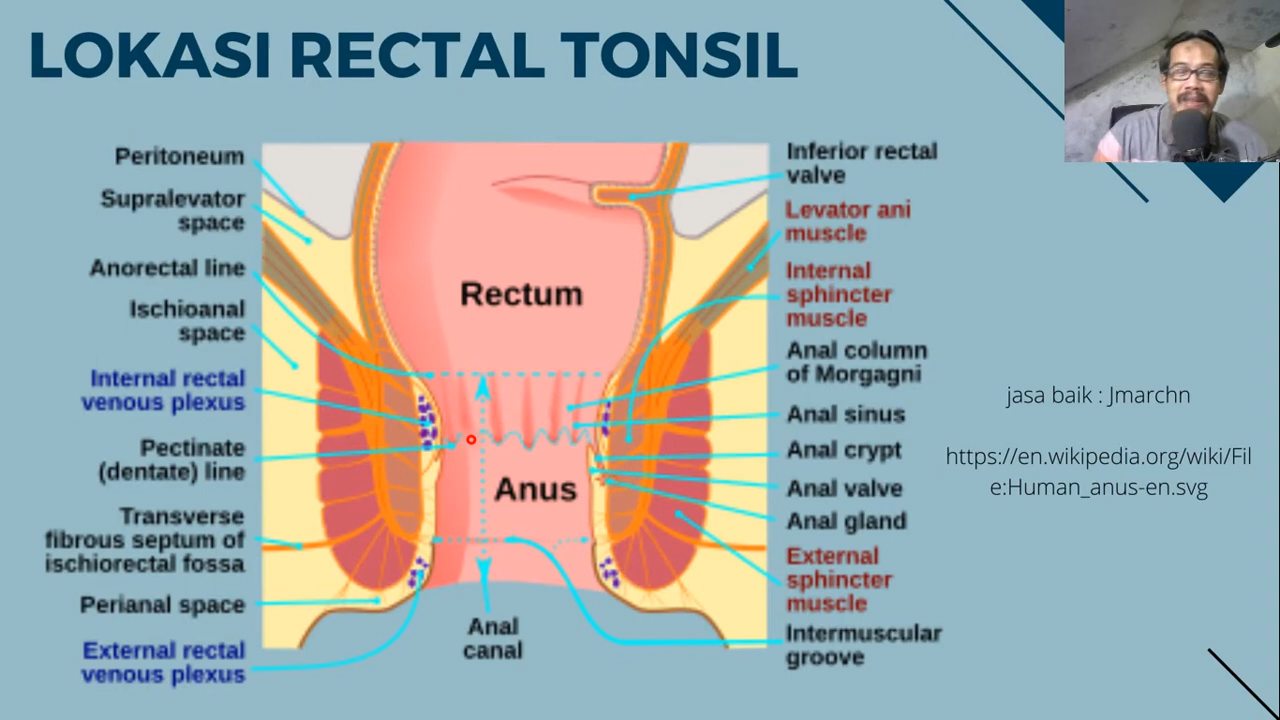 LOKASI RECTAL TONSIL
Peritoneum
Supralevator
space
Anorectal line
Ischioanal
space
Internal rectal
venous plexus
Pectinate
(dentate) line
Transverse
fibrous septum of
ischiorectal fossa
Perianal space
External rectal
venous plexus
Rectum
Anus
Anal
canal
Inferior rectal
valve
Levator ani
muscle
Internal
sphincter
muscle
Anal column
of Morgagni
Anal sinus
Anal crypt
Anal valve
Anal gland
External
sphincter
muscle
Intermuscular
groove
jasa baik : Jmarchn
https://en.wikipedia.org/wiki/Fil
e:Human_anus-en.svg